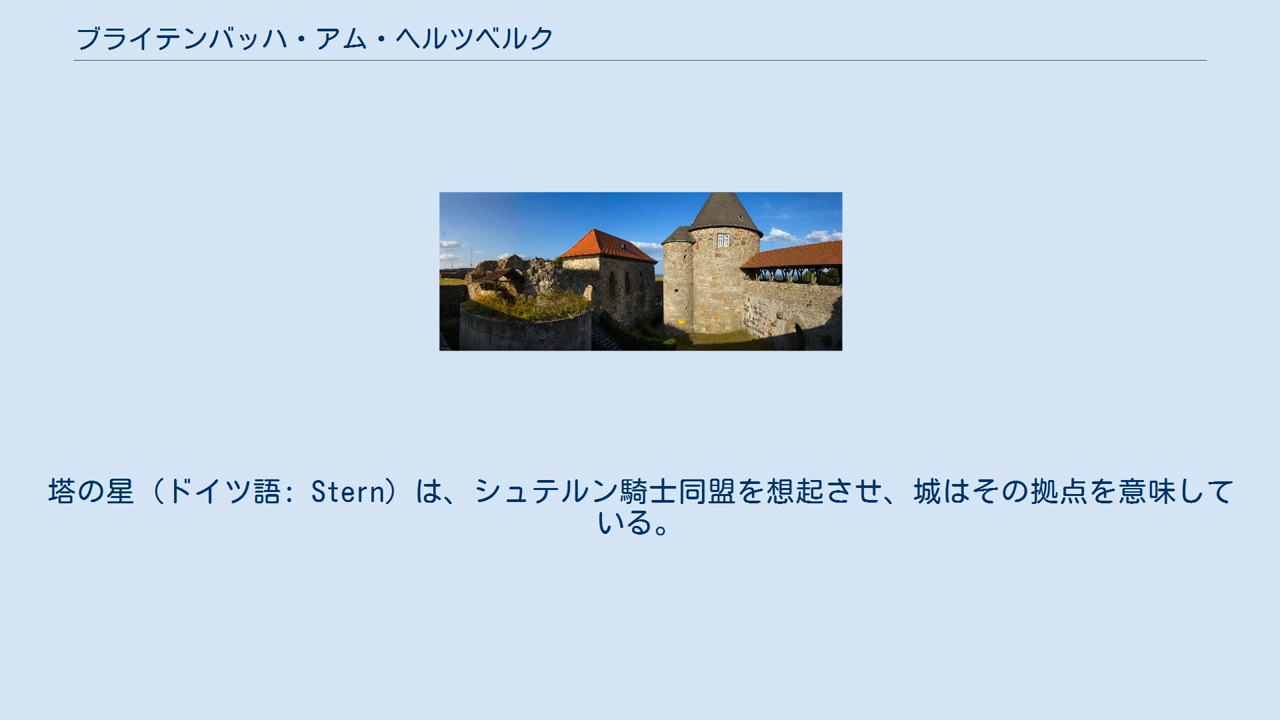 ブライテンバッハ・アム・ヘルツベルク
塔の星（ドイツ語: Stern）は、シュテルン騎士同盟を想起させ、城はその拠点を意味して
いる。